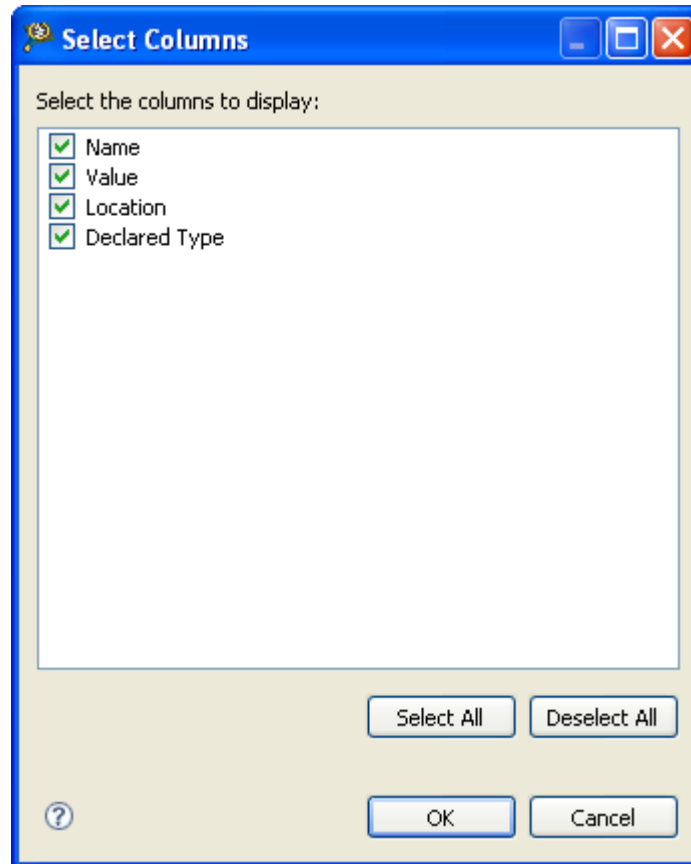 Select Columns
Select the columns to display:
Name
Value
Location
Declared Type
Select All Deselect All
? OK Cancel